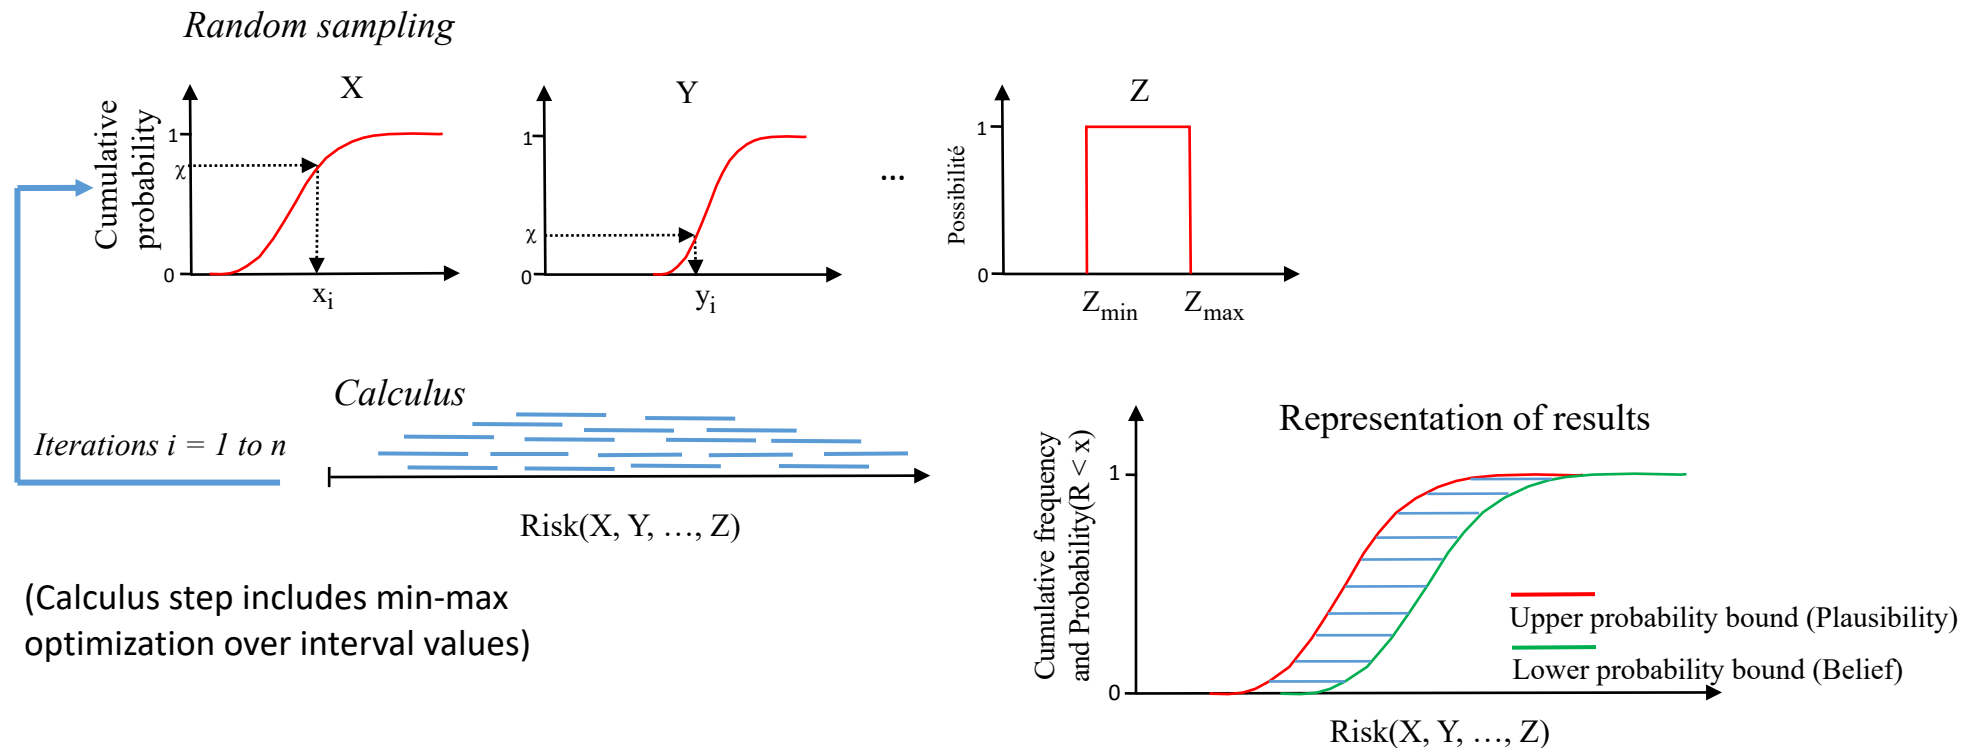 Random sampling
X
Cumulative
probability
1
χ
0
xi
Y
1
χ
0
yi
...
Z
Possibilité
1
0
Zmin
Zmax
Calculus
Iterations i = 1 to n
Risk(X, Y, …, Z)
(Calculus step includes min-max
optimization over interval values)
Representation of results
Cumulative frequency
and Probability(R < x)
1
0
Upper probability bound (Plausibility)
Lower probability bound (Belief)
Risk(X, Y, …, Z)